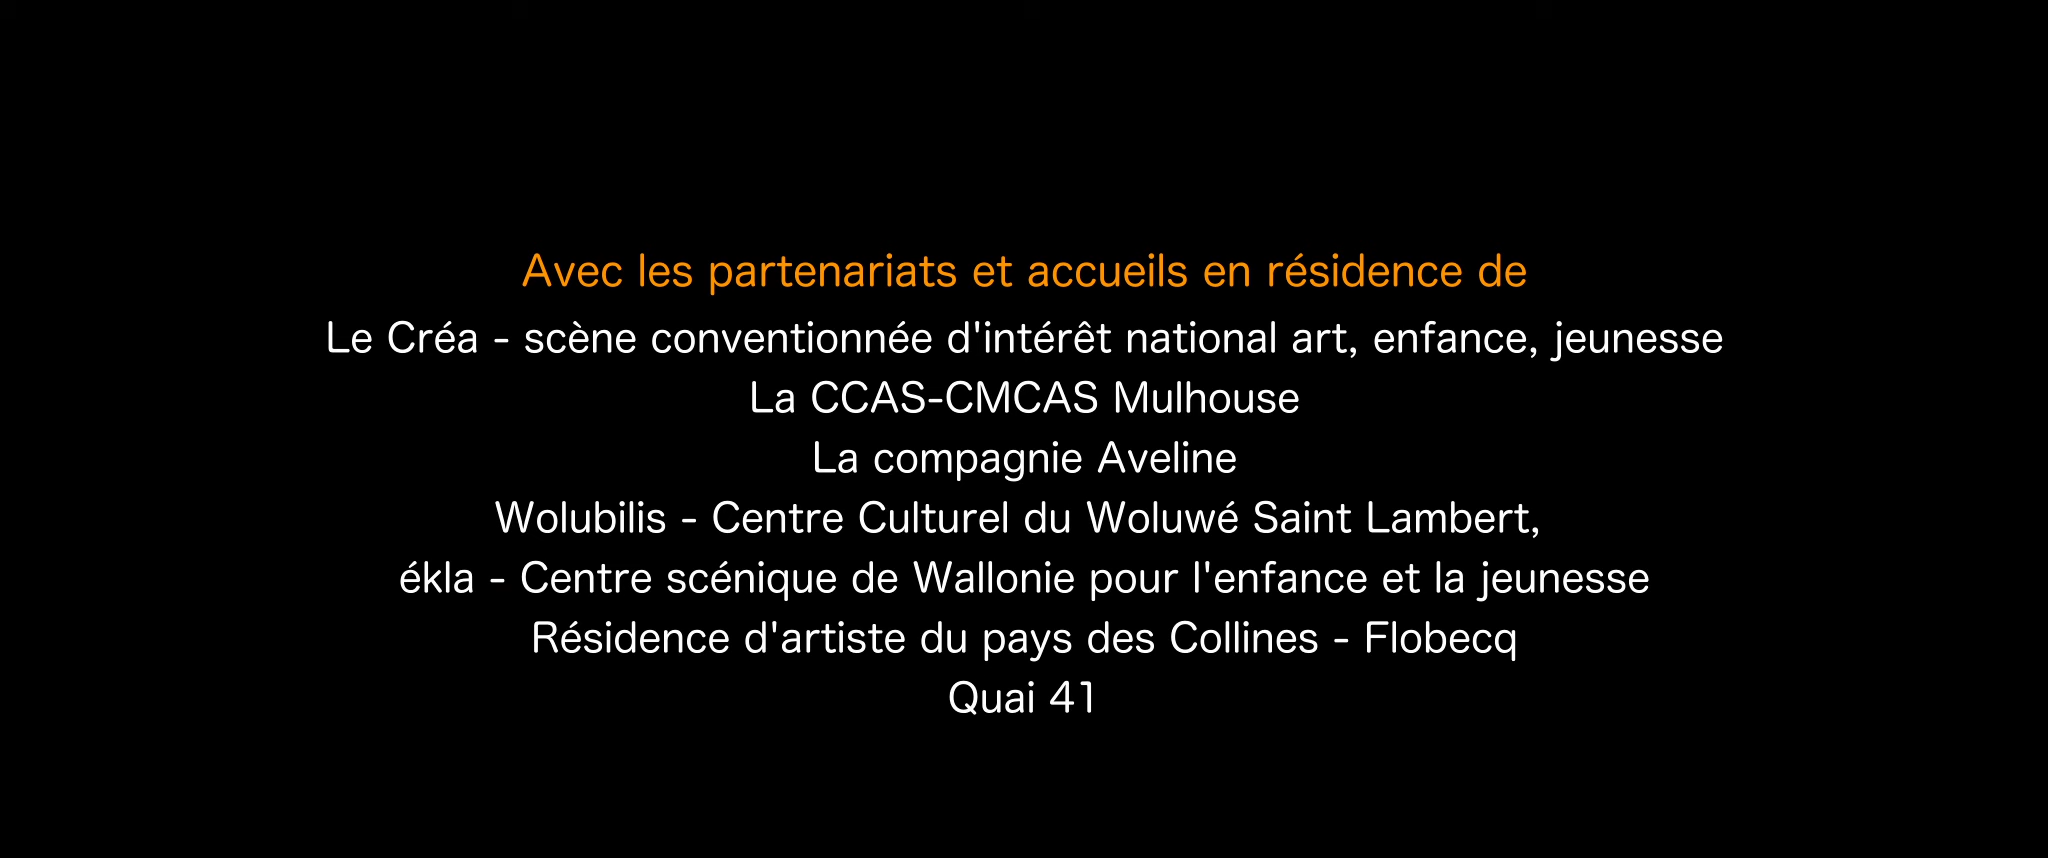 Avec les partenariats et accueils en résidence de
Le Créa - scène conventionnée d'intérêt national art, enfance, jeunesse
La CCAS-CMCAS Mulhouse
La compagnie Aveline
Wolubilis - Centre Culturel du Woluwé Saint Lambert,
ékla - Centre scénique de Wallonie pour l'enfance et la jeunesse
Résidence d'artiste du pays des Collines - Flobecq
Quai 41